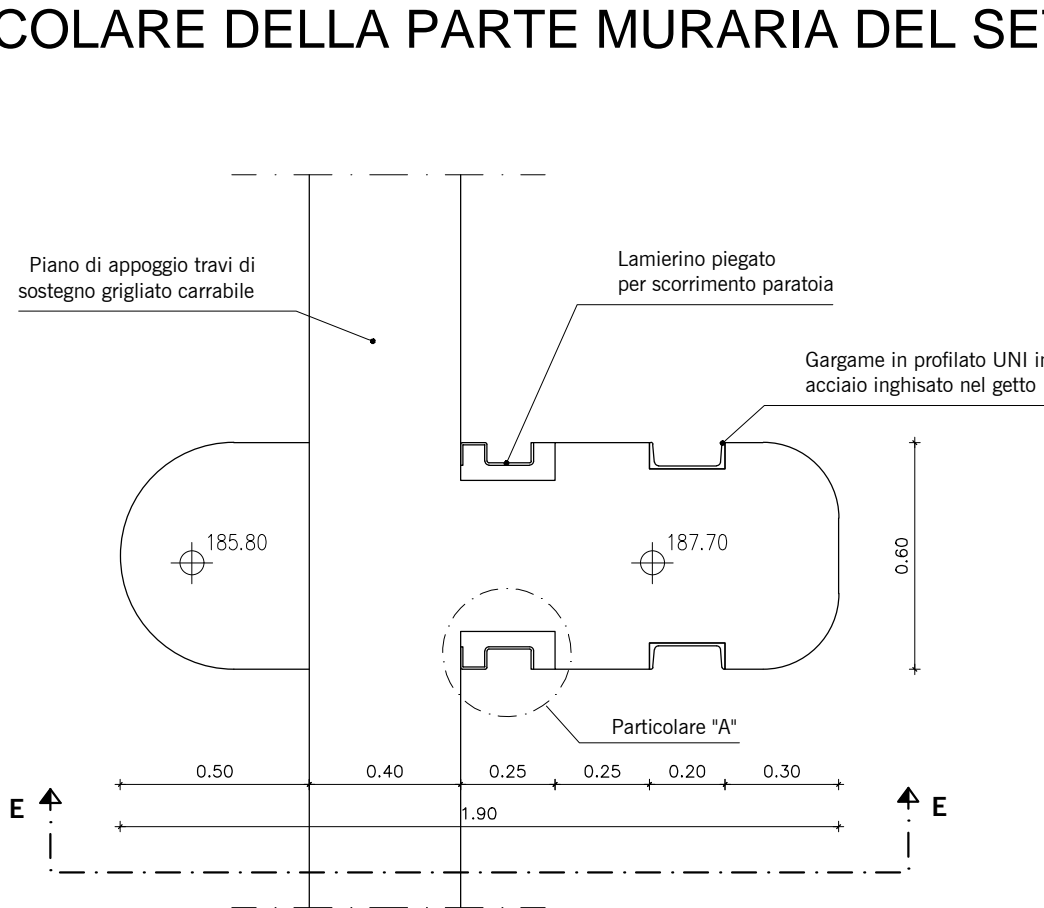 COLARE DELLA PARTE MURARIA DEL SET
Piano di appoggio travi di
sostegno grigliato carrabile
Lamierino piegato
per scorrimento paratoia
Gargame in profilato UNI in
acciaio inghisato nel getto
185.80
187.70
0.60
Particolare "A"
0.50
0.40
0.25
0.25
0.20
0.30
E
E
1.90